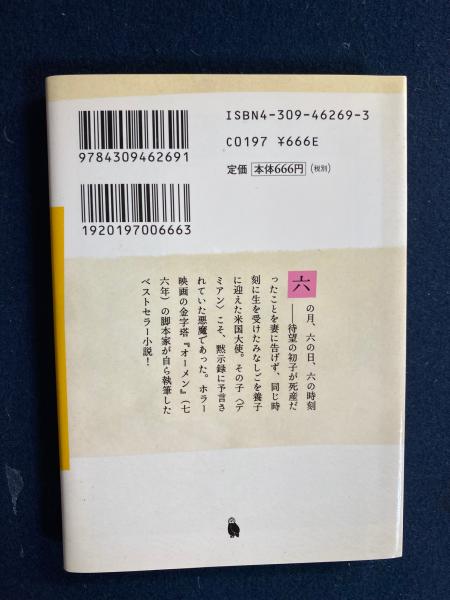 ISBN4-309-46269-3
C0197 ¥666E
定価 本体666円 (税別)
9784309462691
1920197006663
六の月、六の日、六の時刻
――待望の初子が死産だ
ったことを妻に告げず、同じ時
刻に生を受けたみなしごを養子
に迎えた米国大使。その子〈デ
ミアン〉こそ、黙示録に予言さ
れていた悪魔であった。ホラー
映画の金字塔『オーメン』（七
六年）の脚本家が自ら執筆した
ベストセラー小説！